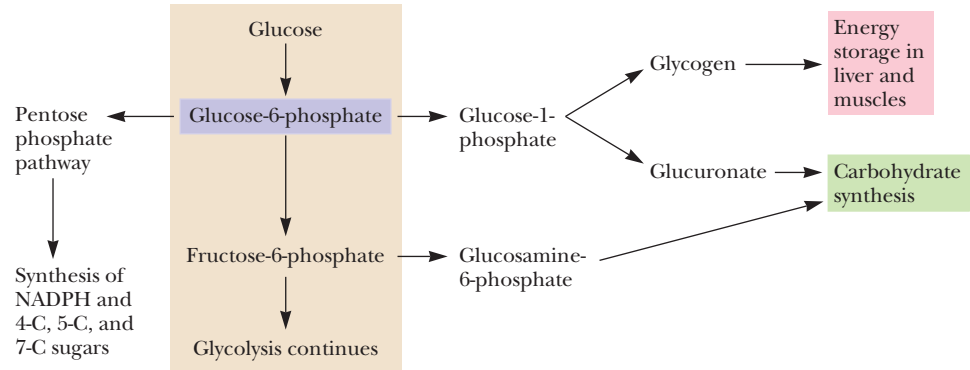 Glucose
Glucose-6-phosphate
Fructose-6-phosphate
Glycolysis continues
Pentose
phosphate
pathway
Synthesis of
NADPH and
4-C, 5-C, and
7-C sugars
Glucose-1-
phosphate
Glycogen
Energy
storage in
liver and
muscles
Glucuronate
Carbohydrate
synthesis
Glucosamine-
6-phosphate